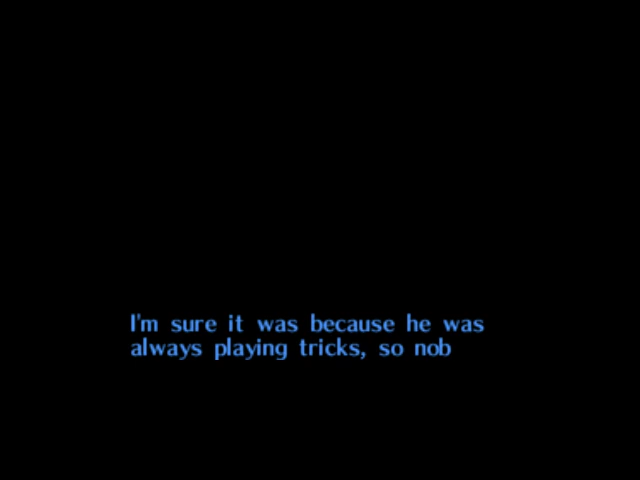 I'm sure it was because he was
always playing tricks, so nob